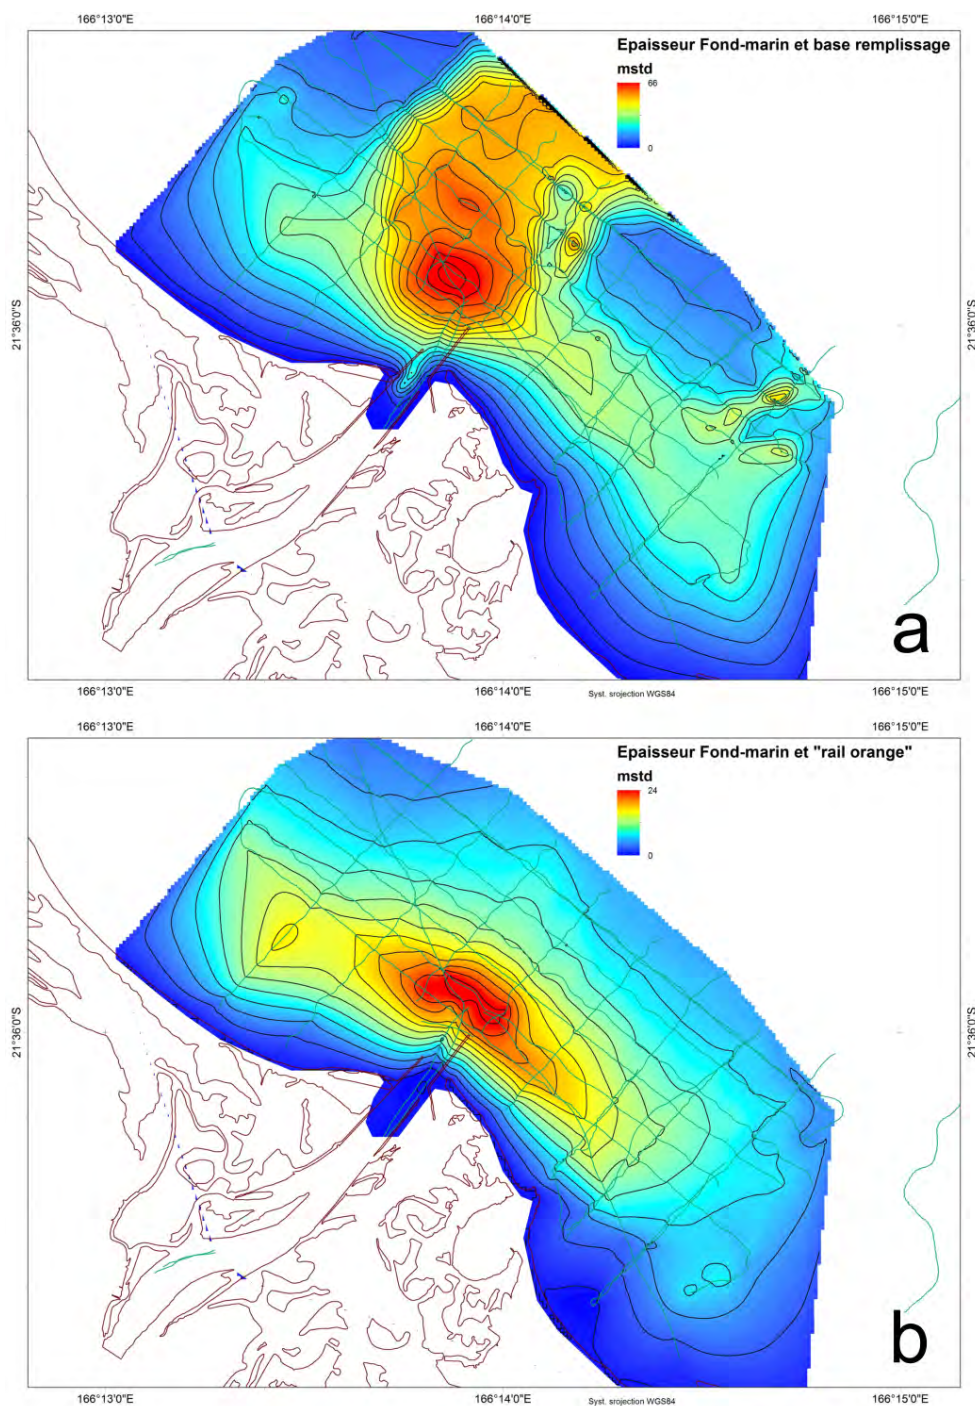 166°13'0"E 166°14'0"E 166°15'0"E
Epaisseur Fond-marin et base remplissage
mstd
66
0
21°36'0"S 21°36'0"S
a
166°13'0"E 166°14'0"E 166°15'0"E
Syst. srojection WGS84
166°13'0"E 166°14'0"E 166°15'0"E
Epaisseur Fond-marin et "rail orange"
mstd
24
0
21°36'0"S 21°36'0"S
b
166°13'0"E 166°14'0"E 166°15'0"E
Syst. srojection WGS84